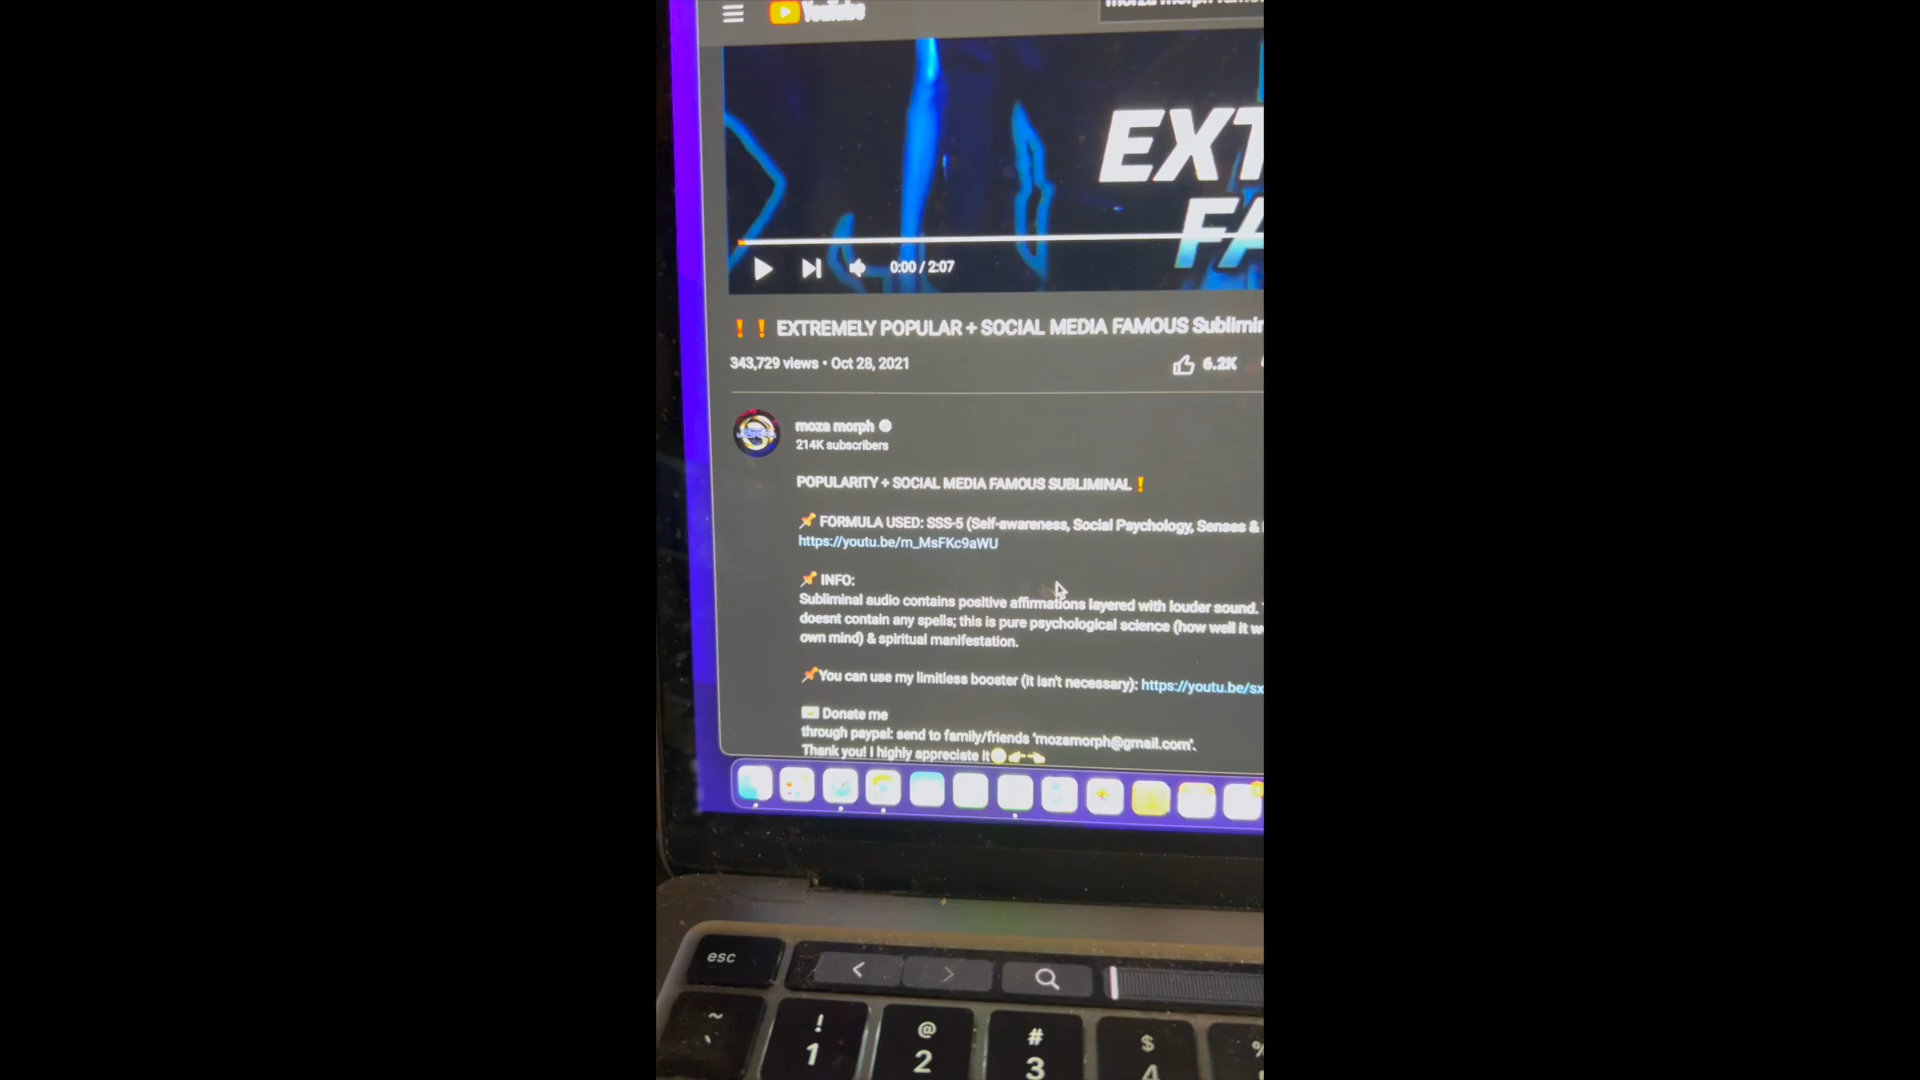 YouTube
EXT
FA
0:00 / 2:07
❗❗ EXTREMELY POPULAR + SOCIAL MEDIA FAMOUS Sublimin
343,729 views • Oct 28, 2021
6.2K
moza morph
214K subscribers
POPULARITY + SOCIAL MEDIA FAMOUS SUBLIMINAL❗
📌 FORMULA USED: SSS-5 (Self-awareness, Social Psychology, Senses &
https://youtu.be/m_MsFKc9aWU
📌 INFO:
Subliminal audio contains positive affirmations layered with louder sound.
doesnt contain any spells; this is pure psychological science (how well it w
own mind) & spiritual manifestation.
📌You can use my limitless booster (it isn't necessary): https://youtu.be/sx
Donate me
through paypal: send to family/friends 'mozamorph@gmail.com'.
Thank you! I highly appreciate it
esc
~ ` ! 1 @ 2 # 3 $ 4 %